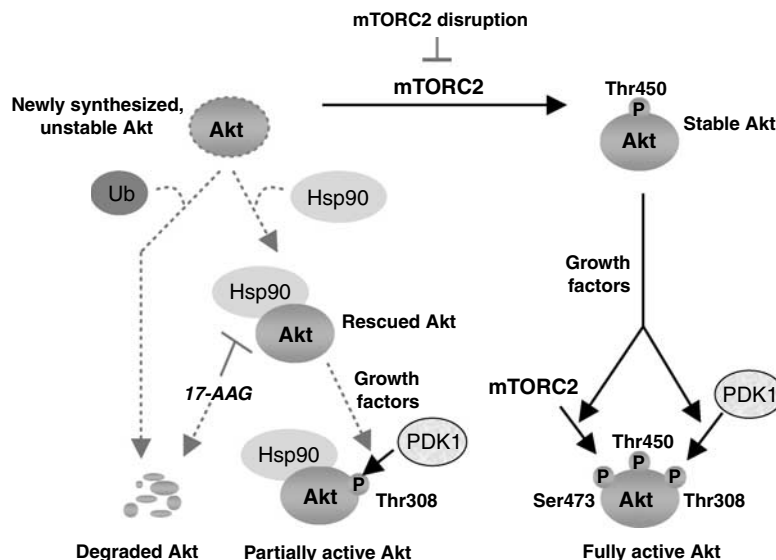 mTORC2 disruption
mTORC2
Newly synthesized,
unstable Akt
Akt
Thr450
P
Akt
Stable Akt
Ub
Hsp90
Growth
factors
Hsp90
Akt
Rescued Akt
17-AAG
Growth
factors
mTORC2
PDK1
PDK1
Hsp90
Akt
P
Thr308
Thr450
P
P
P
Ser473
Akt
Thr308
Degraded Akt
Partially active Akt
Fully active Akt